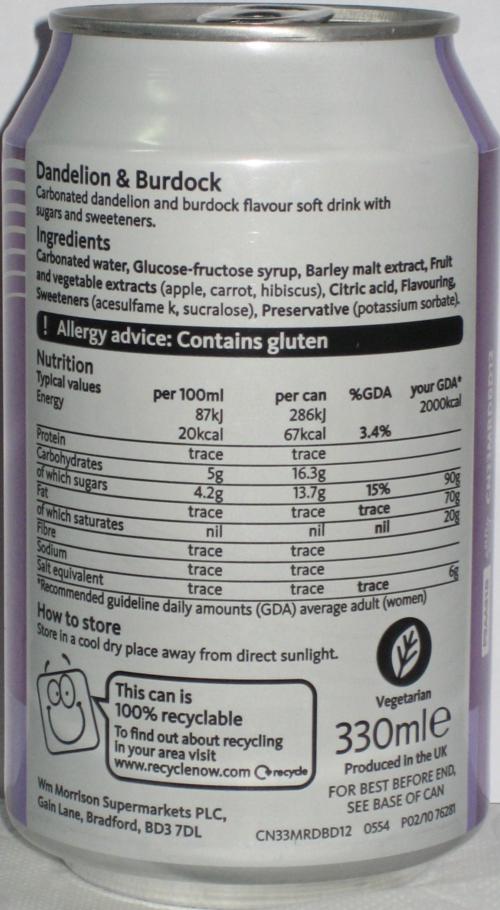 Dandelion & Burdock
Carbonated dandelion and burdock flavour soft drink with
sugars and sweeteners.
Ingredients
Carbonated water, Glucose-fructose syrup, Barley malt extract, Fruit
and vegetable extracts (apple, carrot, hibiscus), Citric acid, Flavouring,
Sweeteners (acesulfame k, sucralose), Preservative (potassium sorbate).
! Allergy advice: Contains gluten
Nutrition
Typical values per 100ml per can %GDA your GDA*
Energy 87kJ 286kJ 2000kcal
20kcal 67kcal 3.4%
Protein trace trace
Carbohydrates 5g 16.3g
of which sugars 4.2g 13.7g 15% 90g
Fat trace trace trace 70g
of which saturates nil nil nil 20g
Fibre trace trace
Sodium trace trace
Salt equivalent trace trace trace 6g
*Recommended guideline daily amounts (GDA) average adult (women)
How to store
Store in a cool dry place away from direct sunlight.
This can is
100% recyclable
To find out about recycling
in your area visit
www.recyclenow.com recycle
Vegetarian
330ml℮
Produced in the UK
FOR BEST BEFORE END,
SEE BASE OF CAN
Wm Morrison Supermarkets PLC,
Gain Lane, Bradford, BD3 7DL
CN33MRDBD12 0554 P02/10 76281